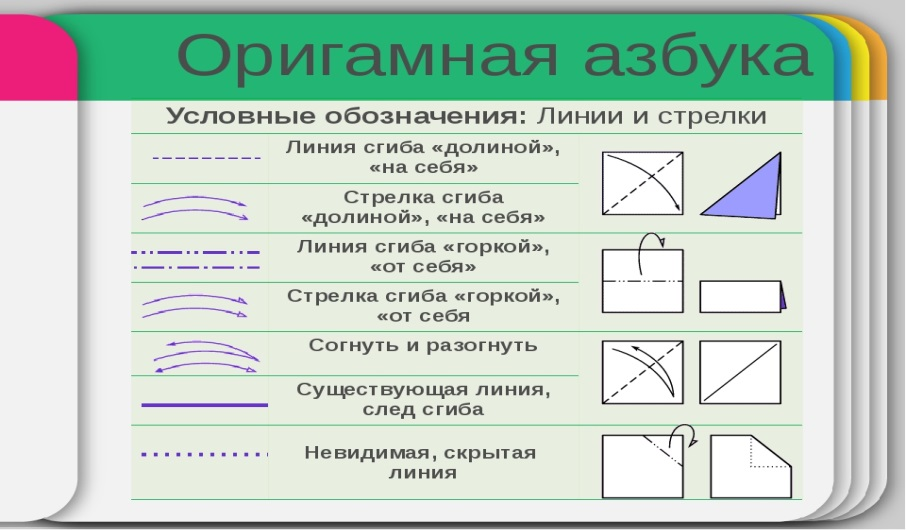 Оригамная азбука
Условные обозначения: Линии и стрелки
Линия сгиба «долиной»,
«на себя»
Стрелка сгиба
«долиной», «на себя»
Линия сгиба «горкой»,
«от себя»
Стрелка сгиба «горкой»,
«от себя
Согнуть и разогнуть
Существующая линия,
след сгиба
Невидимая, скрытая
линия